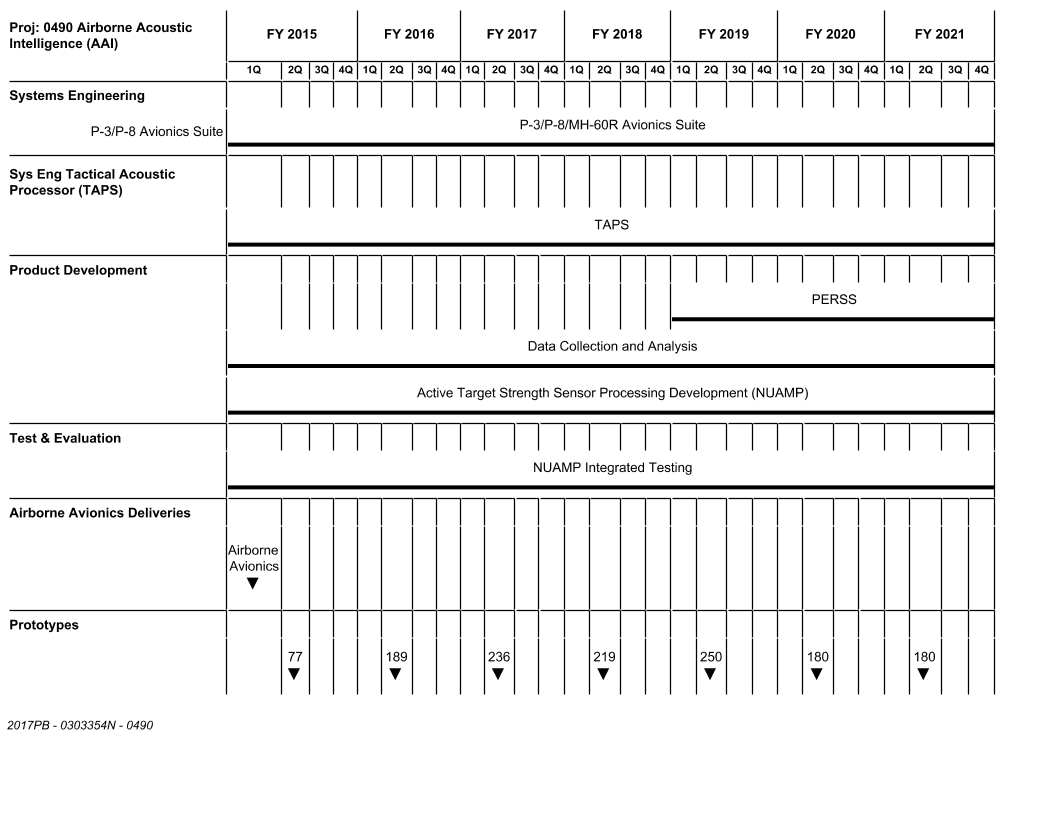 Proj: 0490 Airborne Acoustic
Intelligence (AAI)
FY 2015 FY 2016 FY 2017 FY 2018 FY 2019 FY 2020 FY 2021
1Q 2Q 3Q 4Q 1Q 2Q 3Q 4Q 1Q 2Q 3Q 4Q 1Q 2Q 3Q 4Q 1Q 2Q 3Q 4Q 1Q 2Q 3Q 4Q 1Q 2Q 3Q 4Q
Systems Engineering
P-3/P-8 Avionics Suite P-3/P-8/MH-60R Avionics Suite
Sys Eng Tactical Acoustic
Processor (TAPS)
TAPS
Product Development
PERSS
Data Collection and Analysis
Active Target Strength Sensor Processing Development (NUAMP)
Test & Evaluation
NUAMP Integrated Testing
Airborne Avionics Deliveries
Airborne
Avionics
Prototypes
77 189 236 219 250 180 180
2017PB - 0303354N - 0490